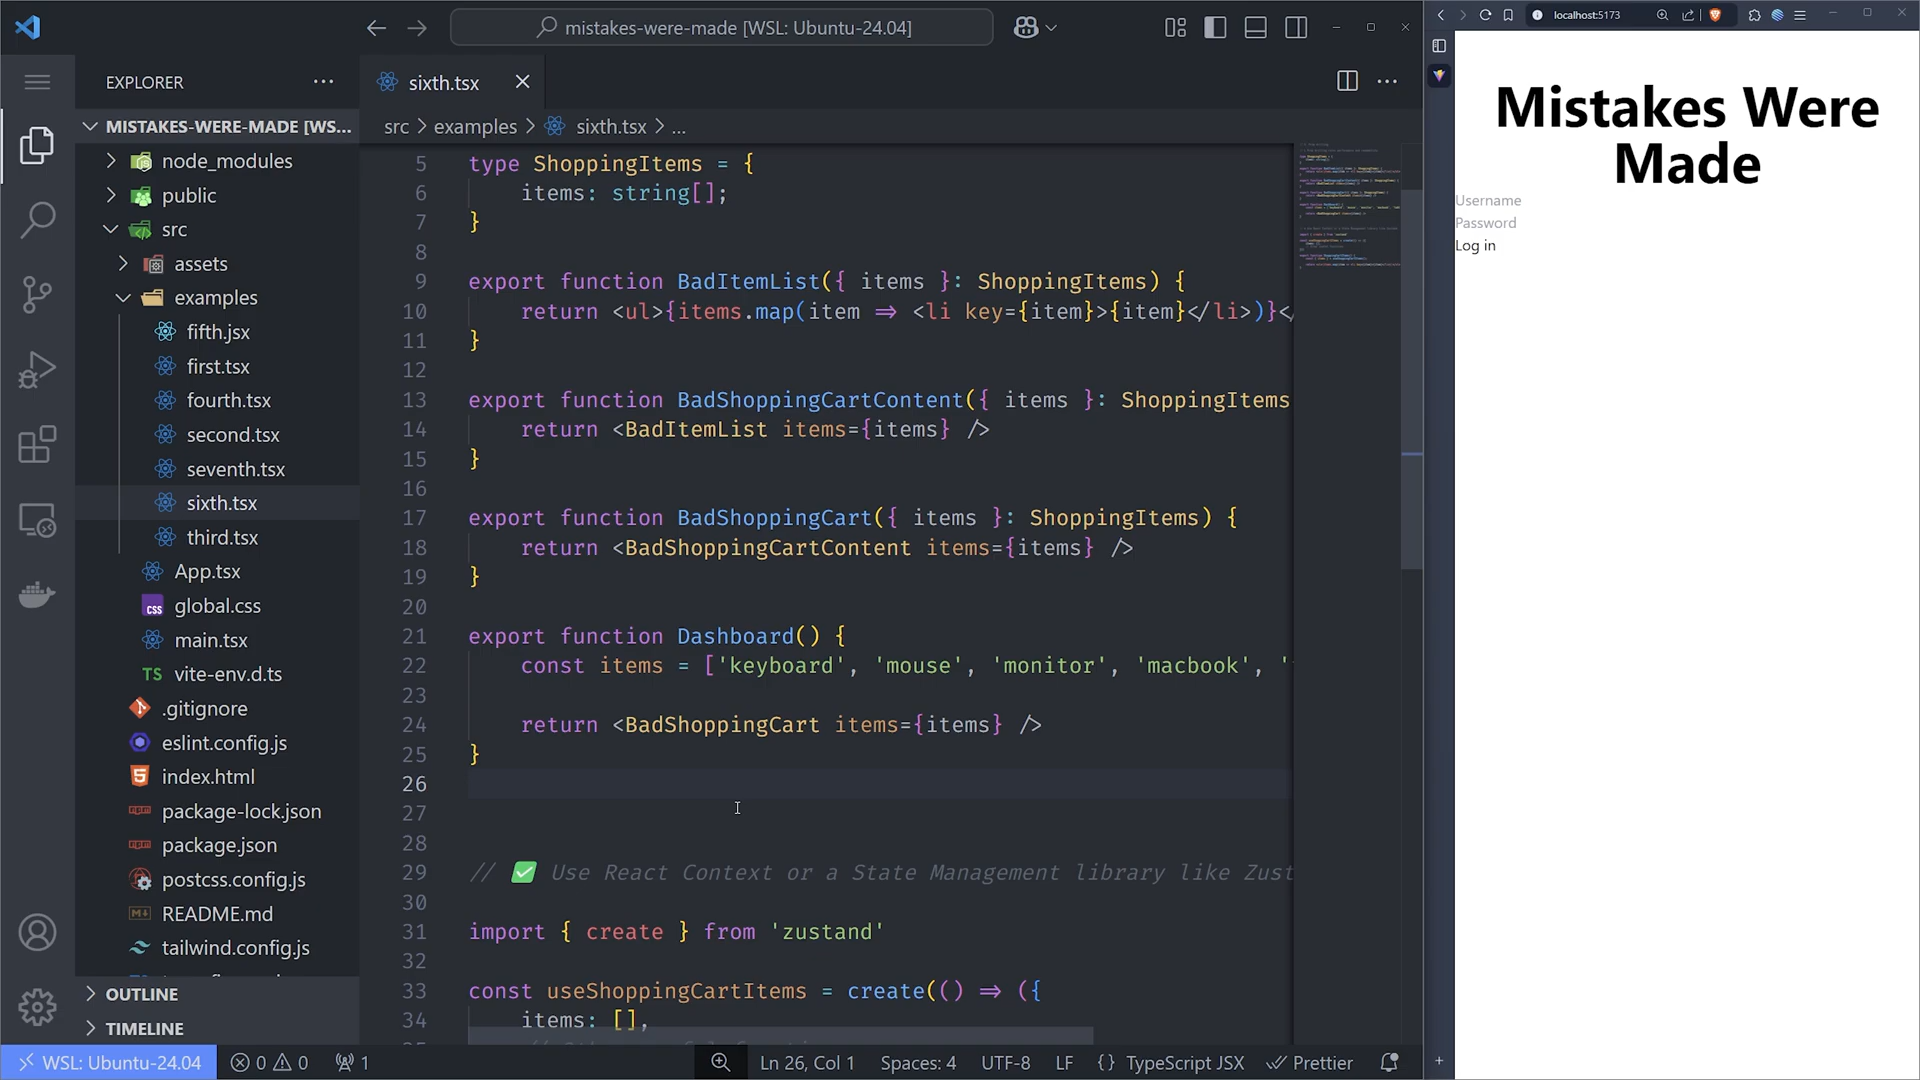 mistakes-were-made [WSL: Ubuntu-24.04]
EXPLORER
MISTAKES-WERE-MADE [WS...
node_modules
public
src
assets
examples
fifth.jsx
first.tsx
fourth.tsx
second.tsx
seventh.tsx
sixth.tsx
third.tsx
App.tsx
global.css
main.tsx
TS vite-env.d.ts
.gitignore
eslint.config.js
index.html
package-lock.json
package.json
postcss.config.js
README.md
tailwind.config.js
OUTLINE
TIMELINE
sixth.tsx
src > examples > sixth.tsx > ...
5 type ShoppingItems = {
6 items: string[];
7 }
8
9 export function BadItemList({ items }: ShoppingItems) {
10 return <ul>{items.map(item => <li key={item}>{item}</li>)}</
11 }
12
13 export function BadShoppingCartContent({ items }: ShoppingItems
14 return <BadItemList items={items} />
15 }
16
17 export function BadShoppingCart({ items }: ShoppingItems) {
18 return <BadShoppingCartContent items={items} />
19 }
20
21 export function Dashboard() {
22 const items = ['keyboard', 'mouse', 'monitor', 'macbook', '
23
24 return <BadShoppingCart items={items} />
25 }
26
27
28
29 // ✅ Use React Context or a State Management library like Zust
30
31 import { create } from 'zustand'
32
33 const useShoppingCartItems = create(() => ({
34 items: [],
WSL: Ubuntu-24.04
0 0 1
Ln 26, Col 1
Spaces: 4
UTF-8
LF
{} TypeScript JSX
Prettier
localhost:5173
Mistakes Were
Made
Username
Password
Log in